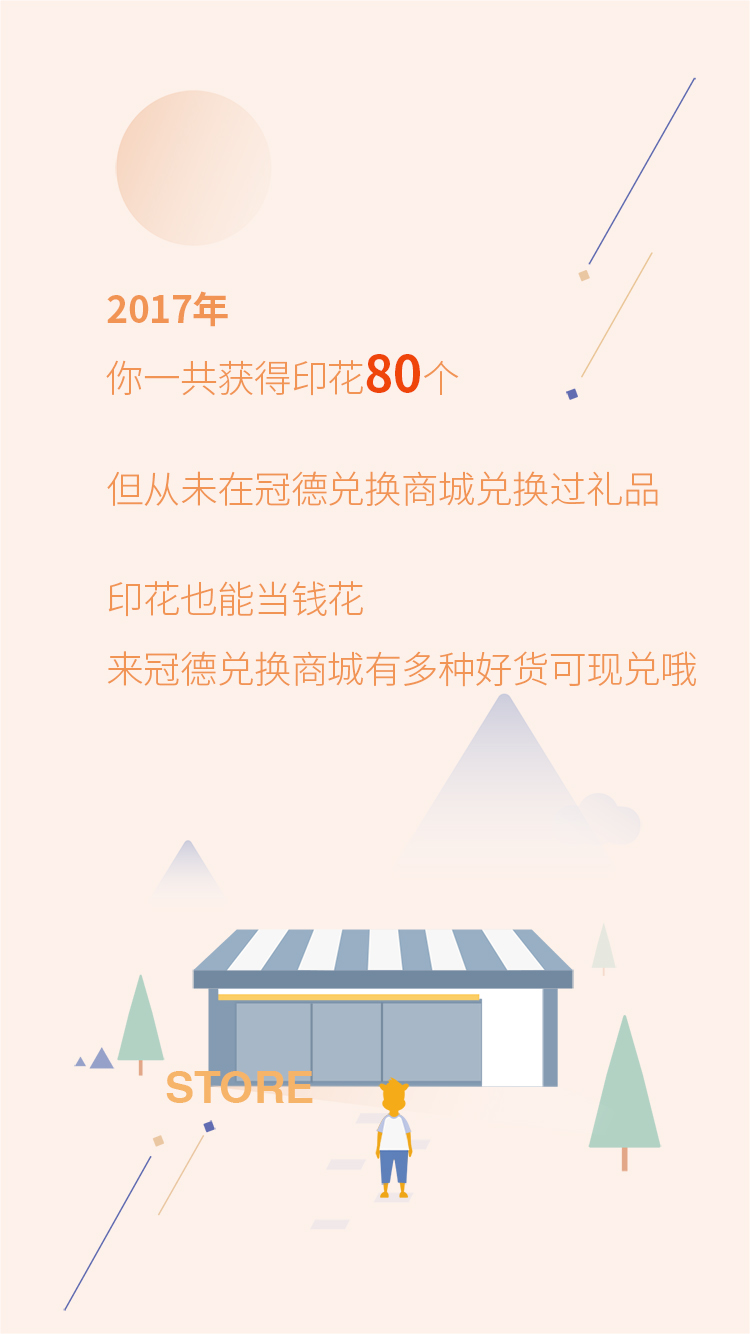 2017年
你一共获得印花80个
但从未在冠德兑换商城兑换过礼品
印花也能当钱花
来冠德兑换商城有多种好货可现兑哦
STORE